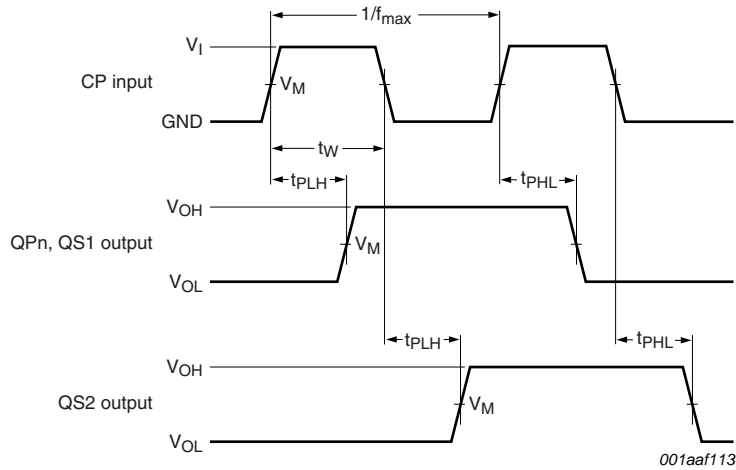 1/fmax
VI
CP input
VM
GND
tW
tPLH
tPHL
VOH
QPn, QS1 output
VM
VOL
tPLH
tPHL
VOH
QS2 output
VM
VOL
001aaf113